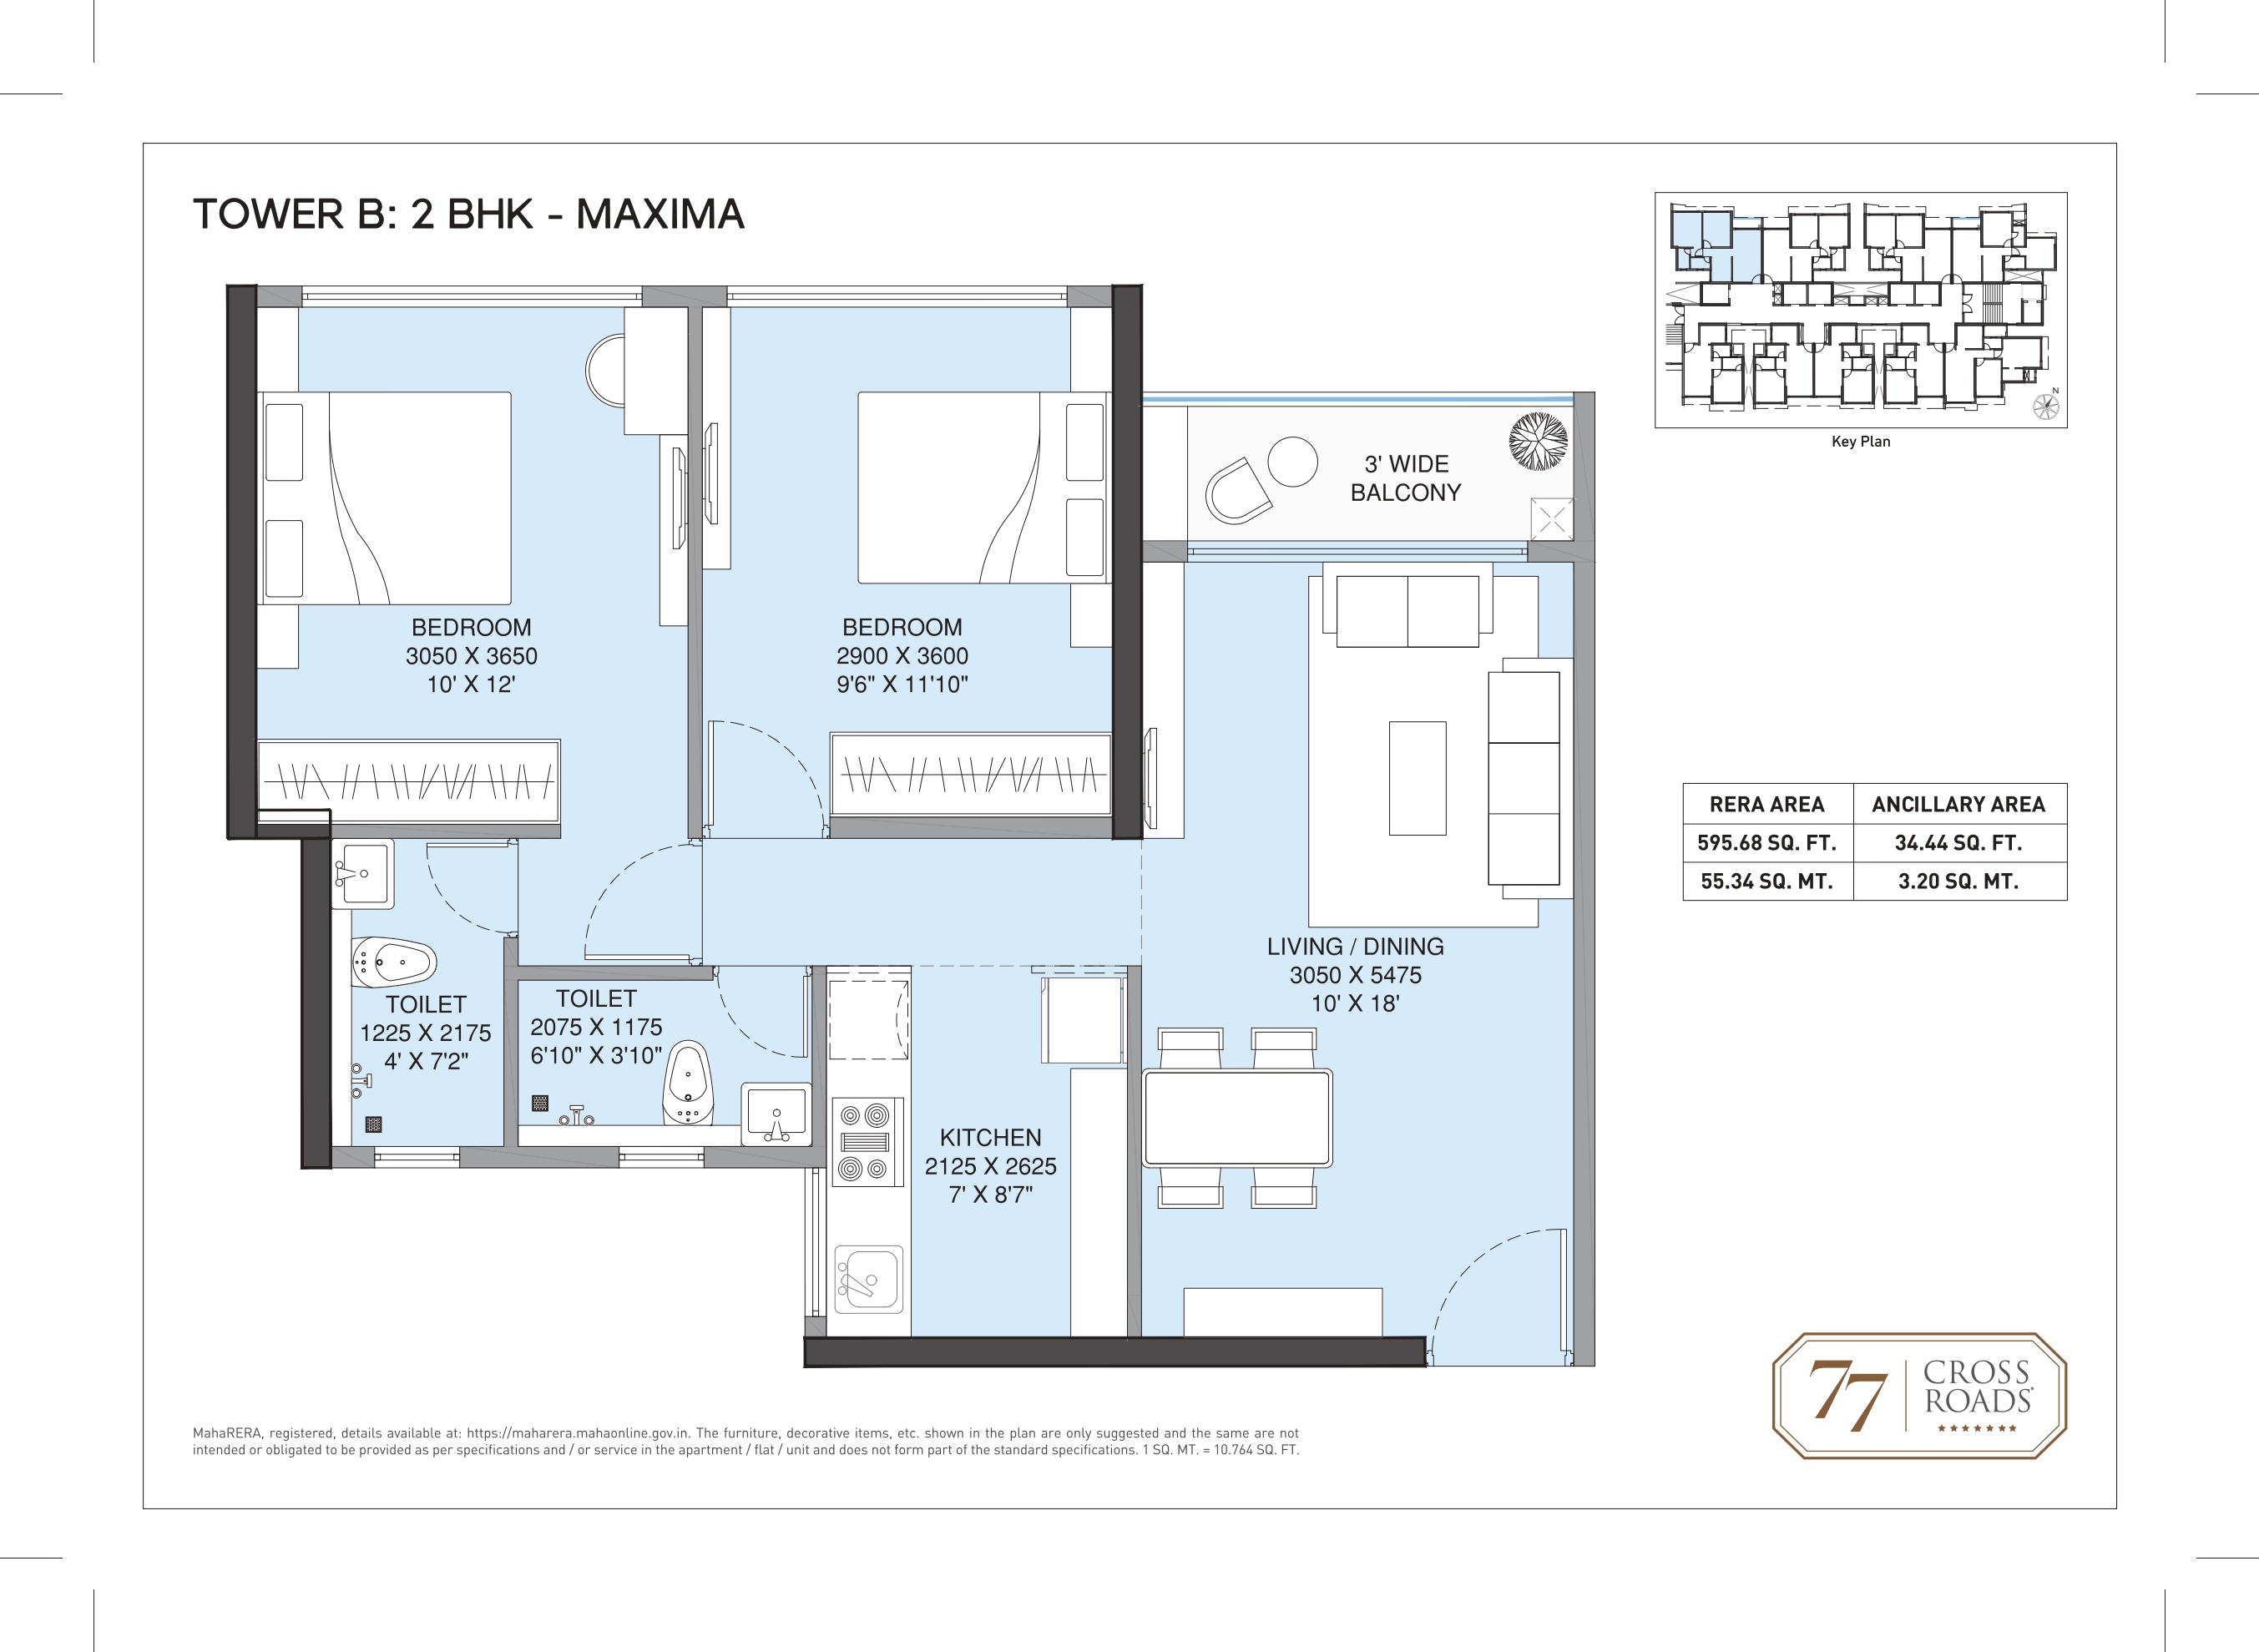 TOWER B: 2 BHK - MAXIMA
N
Key Plan
3' WIDE
BALCONY
BEDROOM
3050 X 3650
10' X 12'
BEDROOM
2900 X 3600
9'6" X 11'10"
RERA AREA ANCILLARY AREA
595.68 SQ. FT. 34.44 SQ. FT.
55.34 SQ. MT. 3.20 SQ. MT.
LIVING / DINING
3050 X 5475
10' X 18'
TOILET
1225 X 2175
4' X 7'2"
TOILET
2075 X 1175
6'10" X 3'10"
KITCHEN
2125 X 2625
7' X 8'7"
77 CROSS
ROADS
MahaRERA, registered, details available at: https://maharera.mahaonline.gov.in. The furniture, decorative items, etc. shown in the plan are only suggested and the same are not
intended or obligated to be provided as per specifications and / or service in the apartment / flat / unit and does not form part of the standard specifications. 1 SQ. MT. = 10.764 SQ. FT.